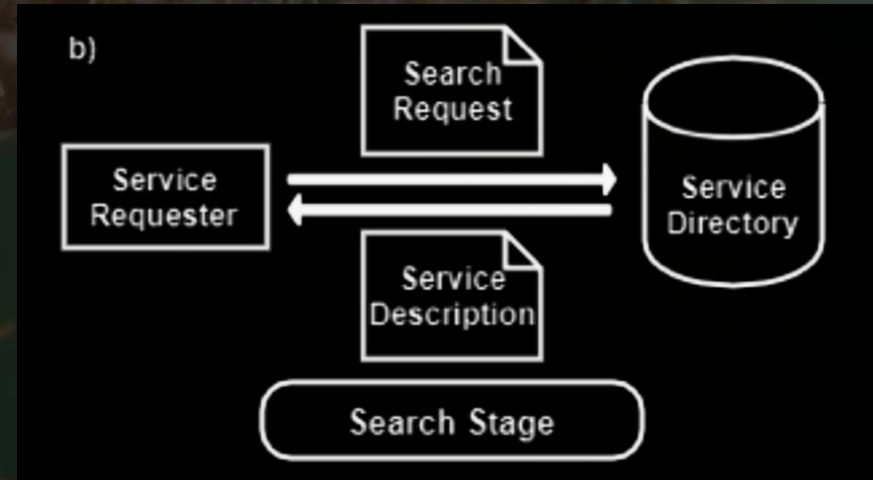 b)
Search
Request
Service
Requester
Service
Directory
Service
Description
Search Stage